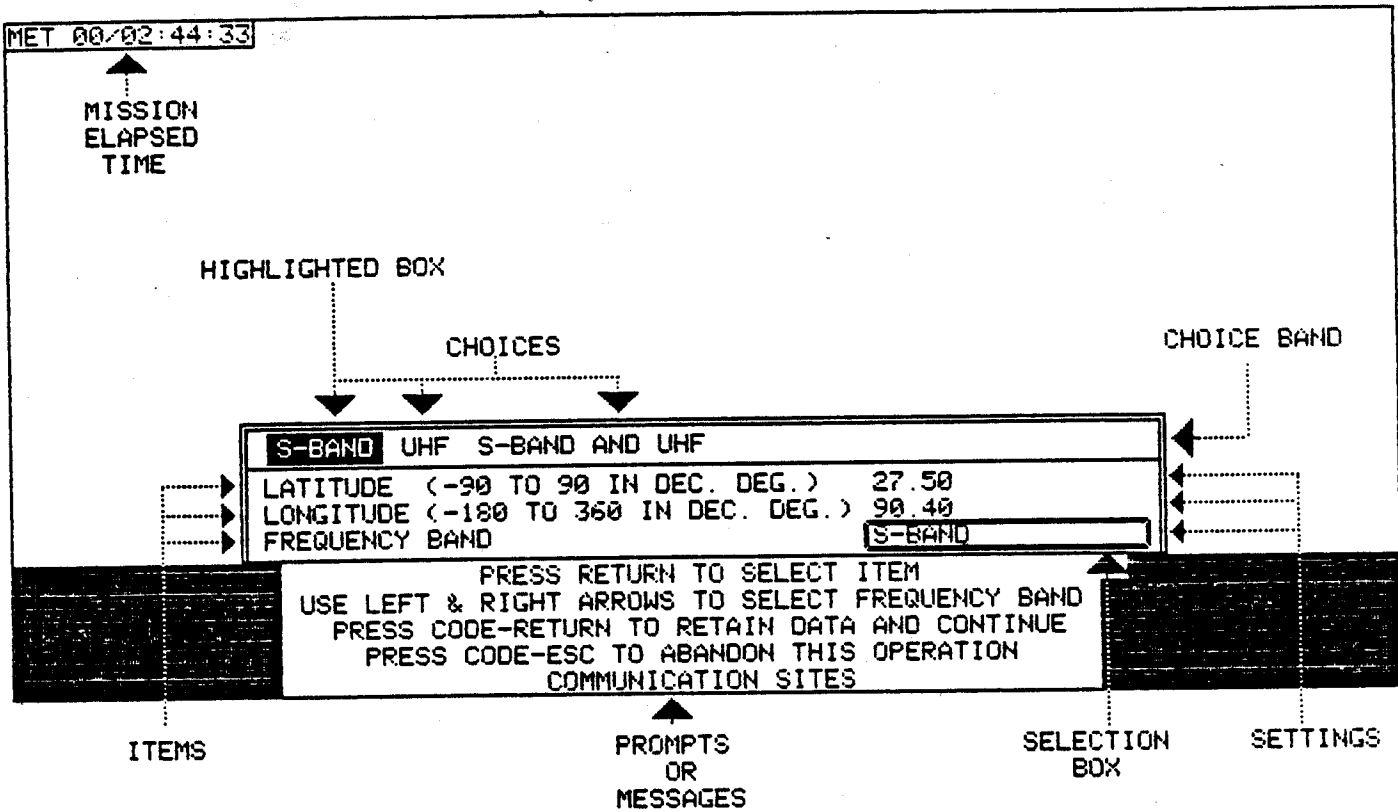 MET 00/02:44:33
MISSION
ELAPSED
TIME
HIGHLIGHTED BOX
CHOICES
CHOICE BAND
S-BAND UHF S-BAND AND UHF
LATITUDE (-90 TO 90 IN DEC. DEG.) 27.50
LONGITUDE (-180 TO 360 IN DEC. DEG.) 90.40
FREQUENCY BAND S-BAND
PRESS RETURN TO SELECT ITEM
USE LEFT & RIGHT ARROWS TO SELECT FREQUENCY BAND
PRESS CODE-RETURN TO RETAIN DATA AND CONTINUE
PRESS CODE-ESC TO ABANDON THIS OPERATION
COMMUNICATION SITES
ITEMS
PROMPTS
OR
MESSAGES
SELECTION
BOX
SETTINGS